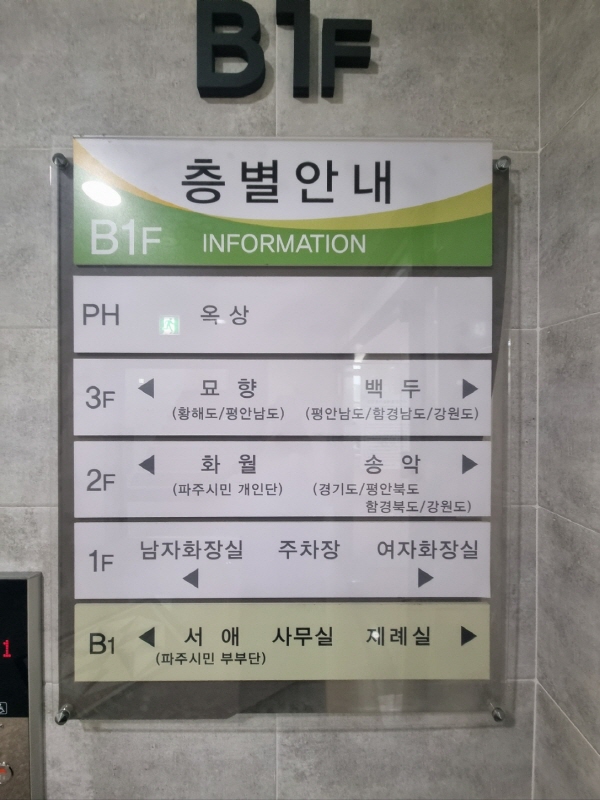 B1F
층별안내
B1F INFORMATION
PH 옥상
3F ◀ 묘향 백두 ▶
(황해도/평안남도) (평안남도/함경남도/강원도)
2F ◀ 화월 송악 ▶
(파주시민 개인단) (경기도/평안북도
함경북도/강원도)
1F 남자화장실 주차장 여자화장실
◀ ▶
B1 ◀ 서애 사무실 제례실 ▶
(파주시민 부부단)
1